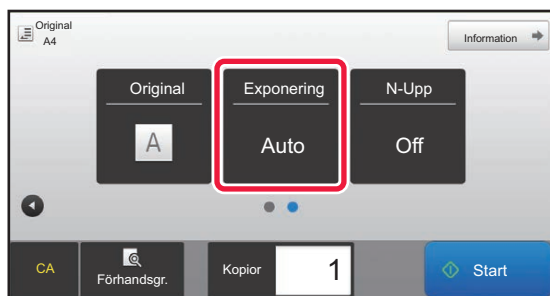 Original
A4
Information
Original
Exponering
N-Upp
A
Auto
Off
CA
Förhandsgr.
Kopior
1
Start